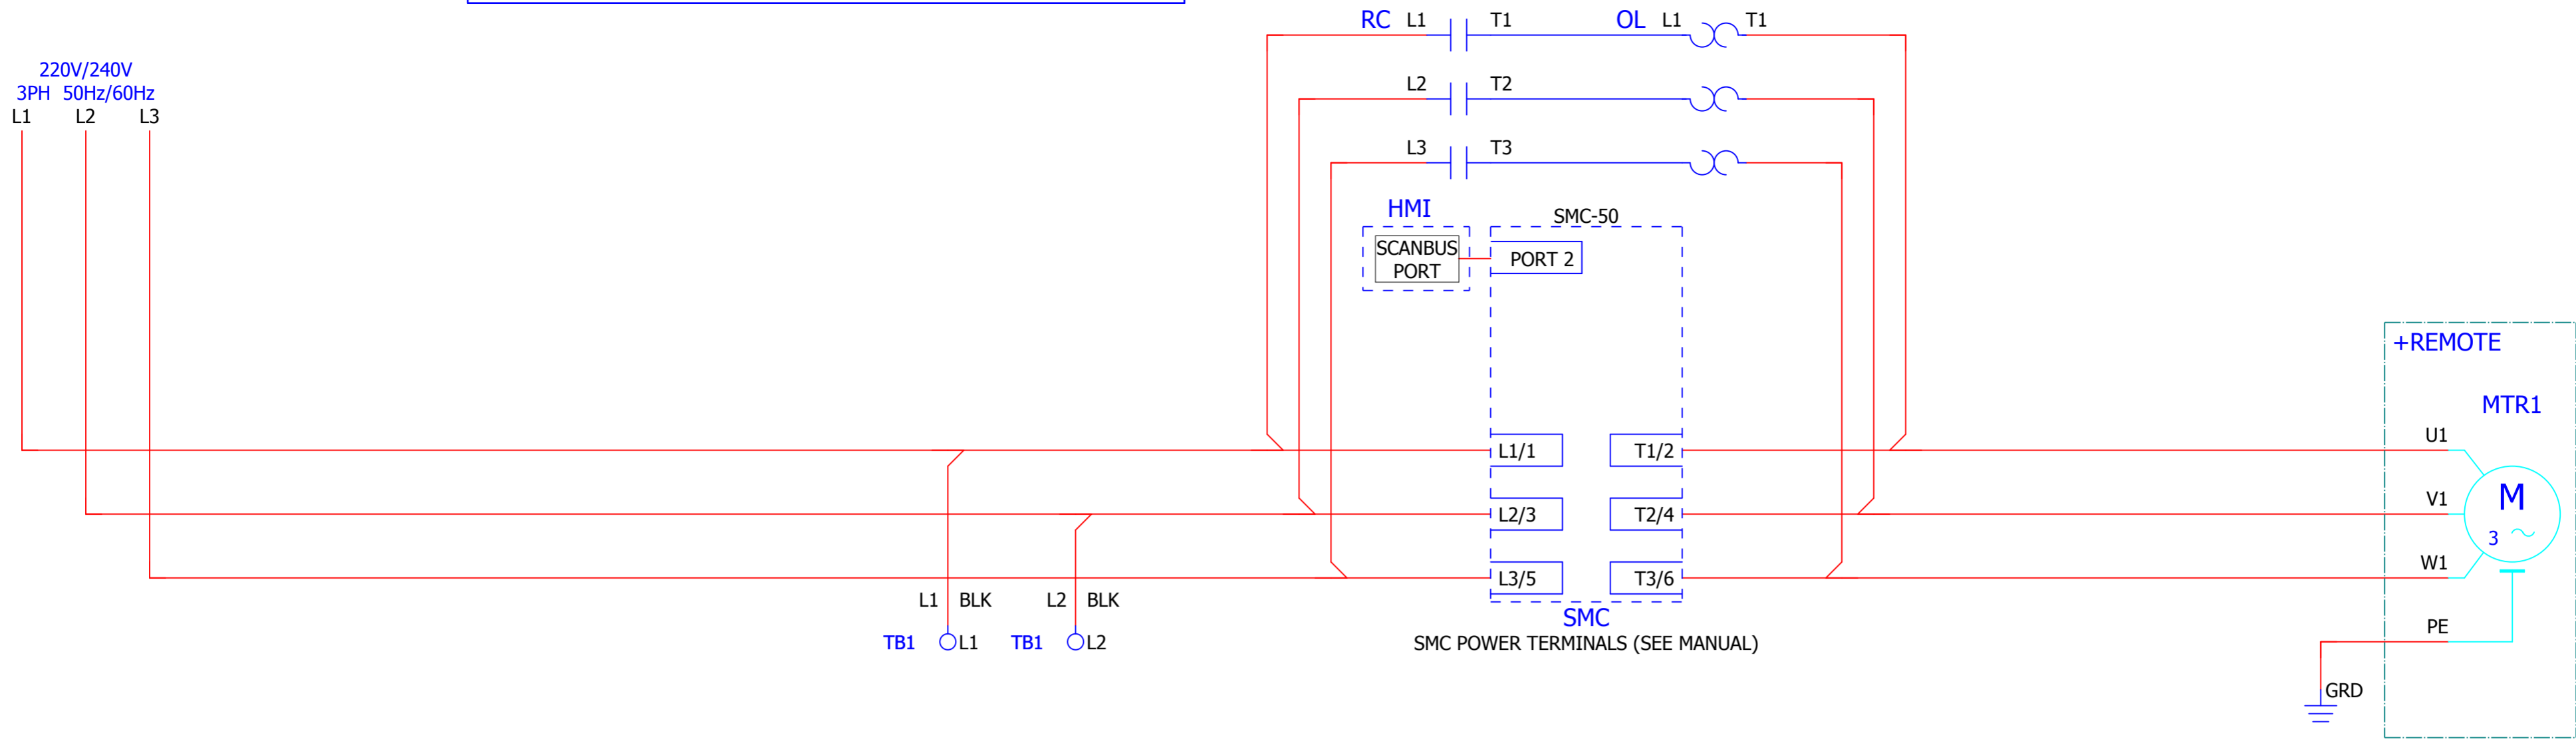 RC L1 T1 OL L1 T1
220V/240V
3PH 50Hz/60Hz
L1 L2 L3
L2 T2
L3 T3
HMI
SMC-50
SCANBUS
PORT
PORT 2
+REMOTE
MTR1
U1
L1/1 T1/2
V1
M
3
L2/3 T2/4
W1
L3/5 T3/6
L1 BLK L2 BLK
SMC
PE
TB1 L1 TB1 L2
SMC POWER TERMINALS (SEE MANUAL)
GRD